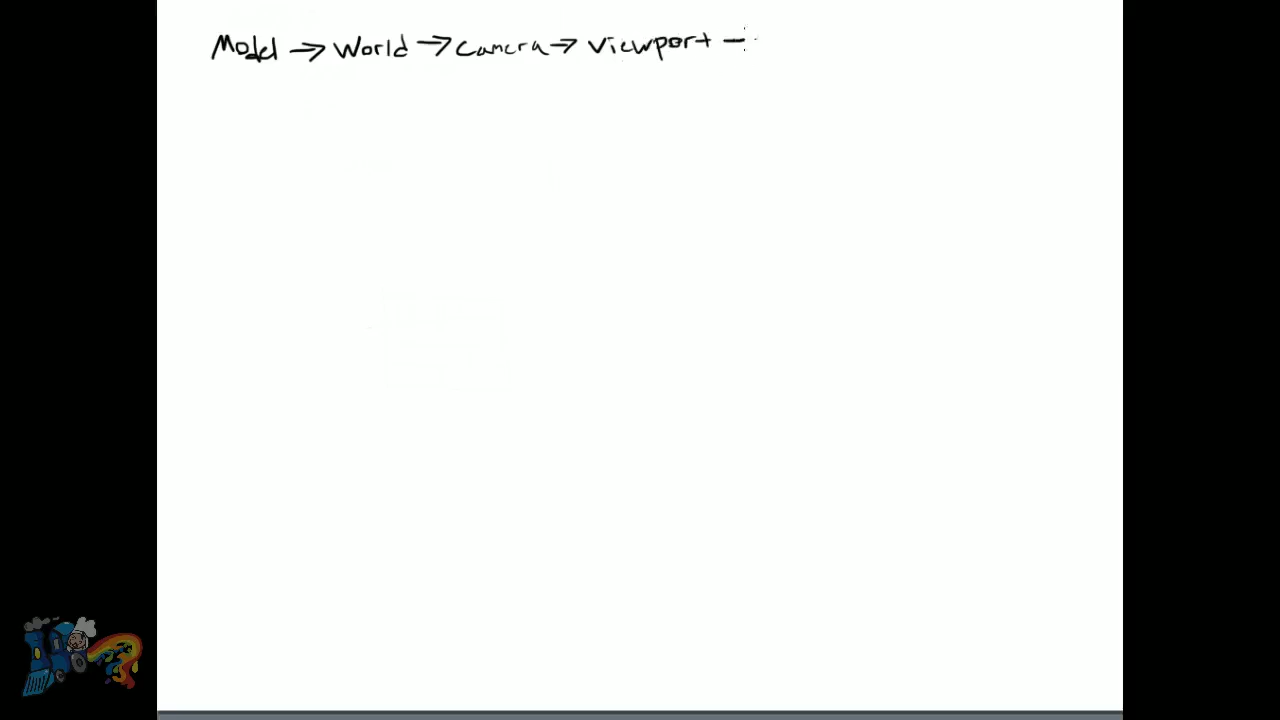 Model → World → Camera → Viewport –